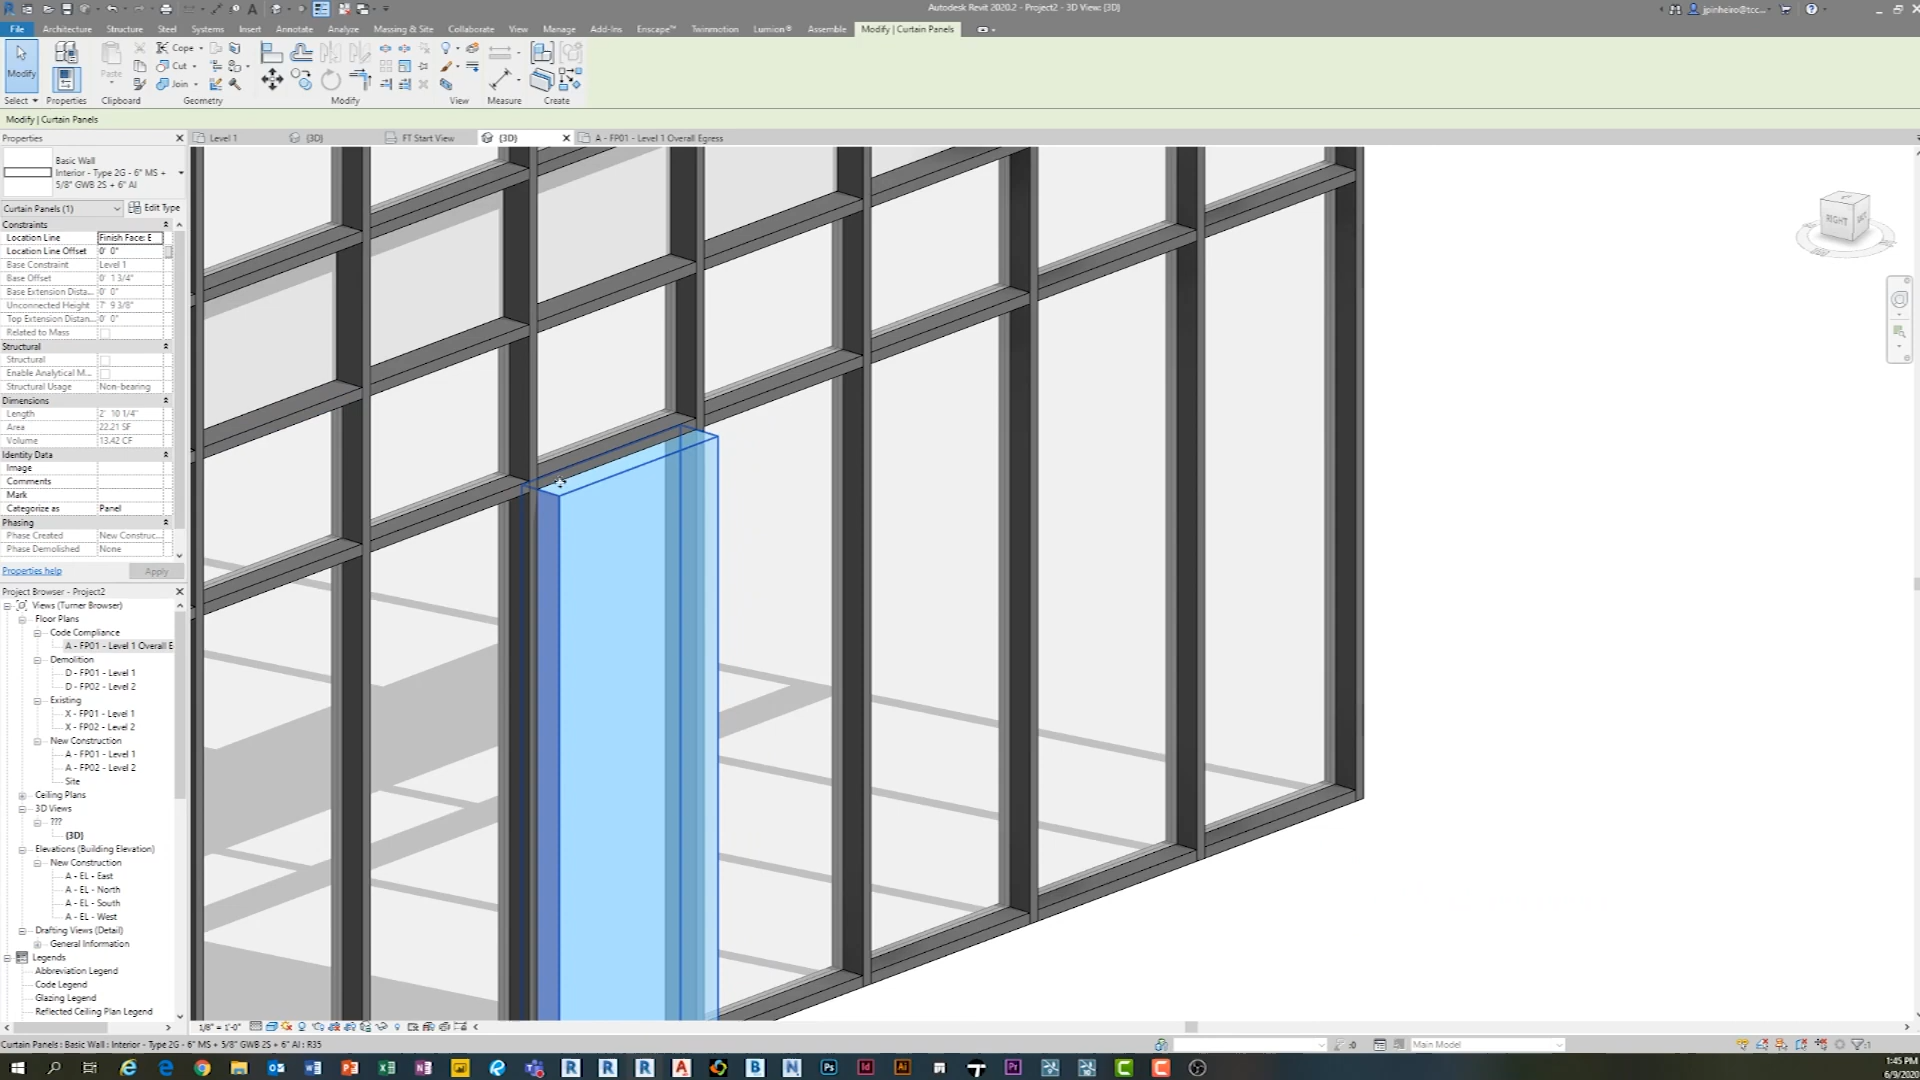 Autodesk Revit 2020.2 - Project2 - 3D View: {3D}
jpinheiro@tcc...
File Architecture Structure Steel Systems Insert Annotate Analyze Massing & Site Collaborate View Manage Add-Ins Enscape™ Twinmotion Lumion® Assemble Modify | Curtain Panels
Modify Paste Cope Cut Join
Select Properties Clipboard Geometry Modify View Measure Create
Modify | Curtain Panels
Properties
Level 1 {3D} FT Start View {3D} A - FP01 - Level 1 Overall Egress
Basic Wall
Interior - Type 2G - 6" MS +
5/8" GWB 2S + 6" Al
Curtain Panels (1) Edit Type
Constraints
Location Line Finish Face: E
Location Line Offset 0' 0"
Base Constraint Level 1
Base Offset 0' 1 3/4"
Base Extension Dista... 0' 0"
Unconnected Height 7' 9 3/8"
Top Extension Distan... 0' 0"
Related to Mass
Structural
Structural
Enable Analytical M...
Structural Usage Non-bearing
Dimensions
Length 2' 10 1/4"
Area 22.21 SF
Volume 13.42 CF
Identity Data
Image
Comments
Mark
Categorize as Panel
Phasing
Phase Created New Construc...
Phase Demolished None
Properties help Apply
Project Browser - Project2
Views (Turner Browser)
Floor Plans
Code Compliance
A - FP01 - Level 1 Overall E
Demolition
D - FP01 - Level 1
D - FP02 - Level 2
Existing
X - FP01 - Level 1
X - FP02 - Level 2
New Construction
A - FP01 - Level 1
A - FP02 - Level 2
Site
Ceiling Plans
3D Views
???
{3D}
Elevations (Building Elevation)
New Construction
A - EL - East
A - EL - North
A - EL - South
A - EL - West
Drafting Views (Detail)
General Information
Legends
Abbreviation Legend
Code Legend
Glazing Legend
Reflected Ceiling Plan Legend
RIGHT
1/8" = 1'-0"
Curtain Panels : Basic Wall : Interior - Type 2G - 6" MS + 5/8" GWB 2S + 6" Al : R35
:0
Main Model
:1
1:45 PM
6/9/2020